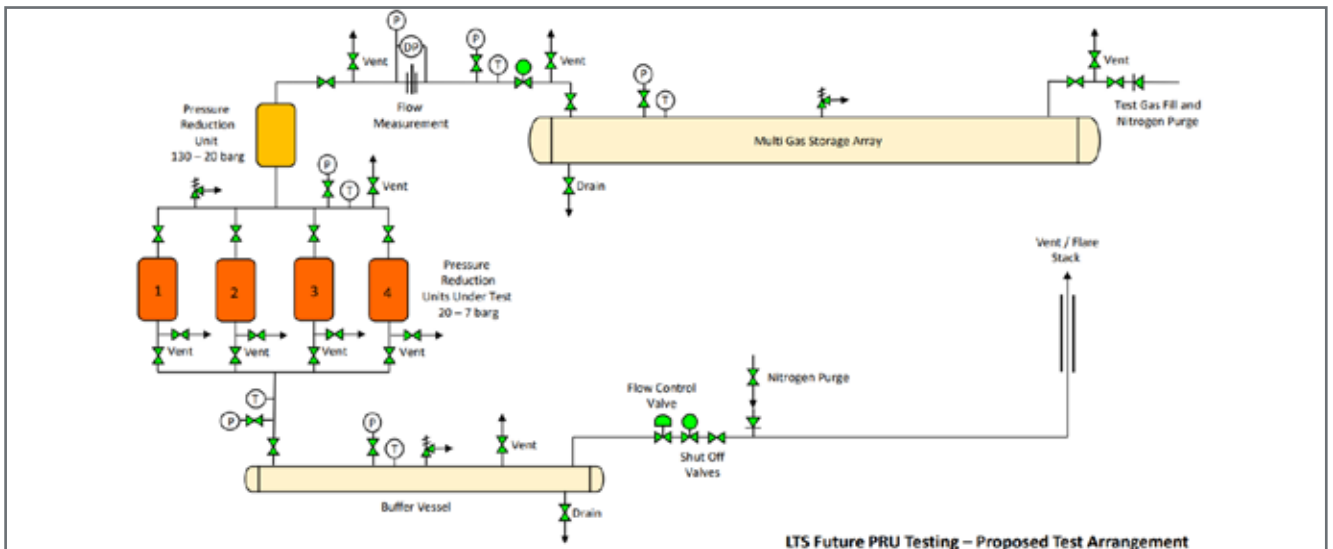 P
DP
P
Vent
Vent
Vent
P
T
T
Flow
Measurement
Test Gas Fill and
Nitrogen Purge
Pressure
Reduction
Unit
130 – 20 barg
Multi Gas Storage Array
P
T
Vent
Drain
1
2
3
4
Pressure
Reduction
Units Under Test
20 – 7 barg
Vent
Vent
Vent
Vent
Vent / Flare
Stack
T
P
P
T
Vent
Flow Control
Valve
Nitrogen Purge
Shut Off
Valves
Buffer Vessel
Drain
LTS Future PRU Testing – Proposed Test Arrangement